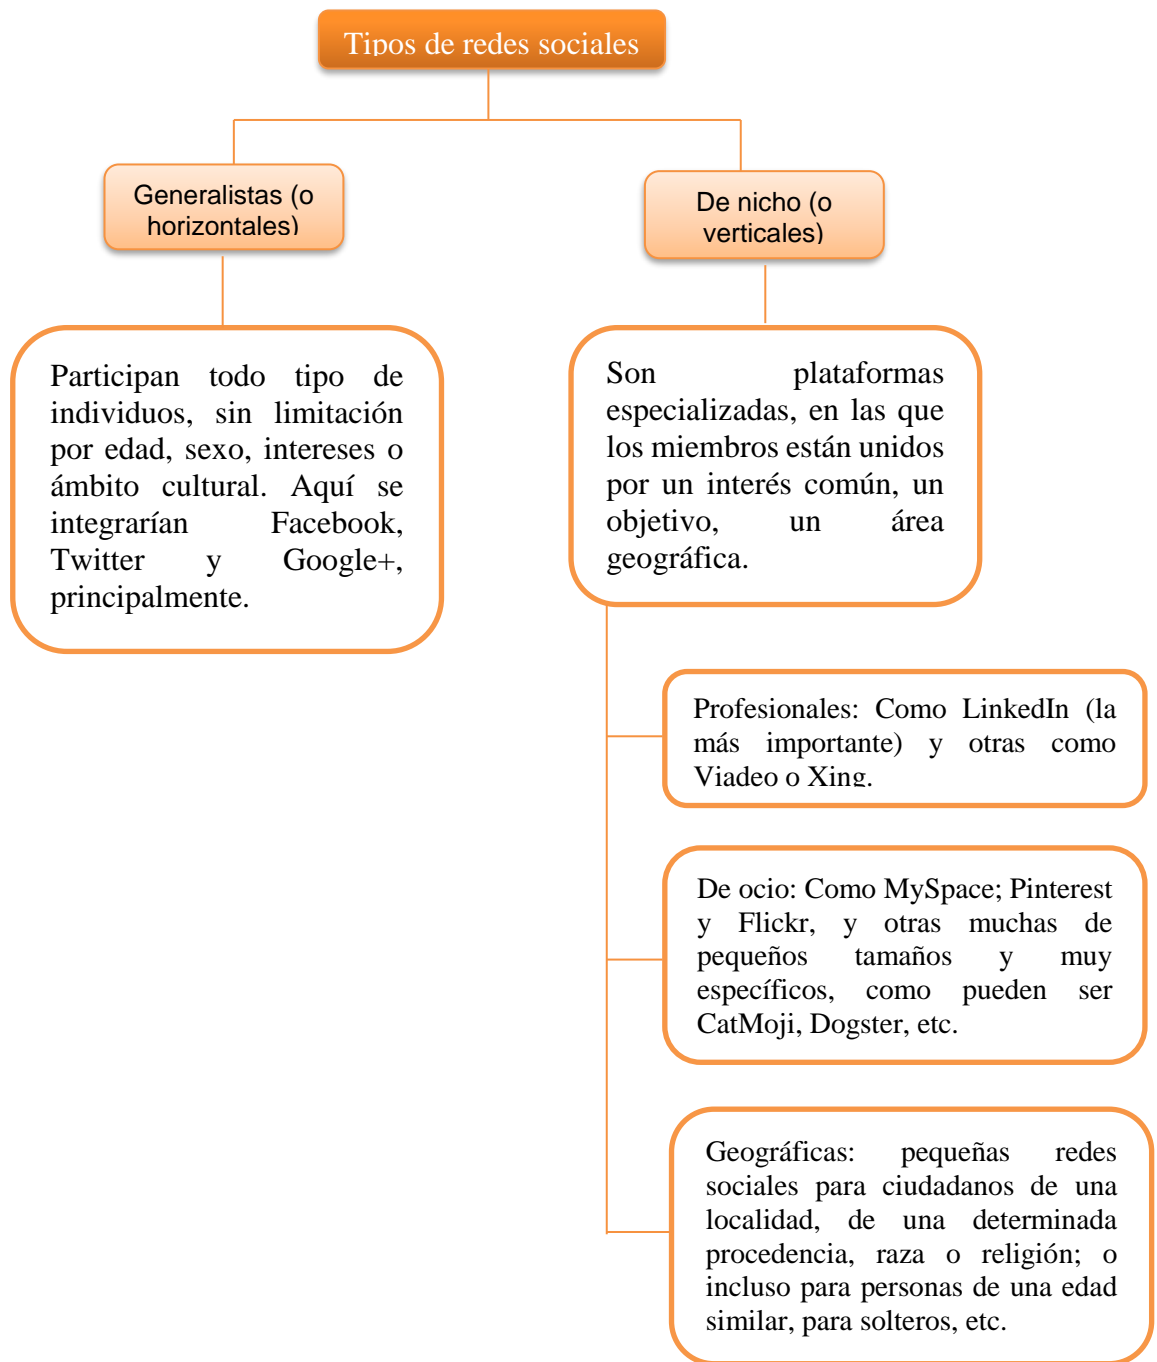 Tipos de redes sociales
Generalistas (o
horizontales)
De nicho (o
verticales)
Participan todo tipo de
individuos, sin limitación
por edad, sexo, intereses o
ámbito cultural. Aquí se
integrarían Facebook,
Twitter y Google+,
principalmente.
Son plataformas
especializadas, en las que
los miembros están unidos
por un interés común, un
objetivo, un área
geográfica.
Profesionales: Como LinkedIn (la
más importante) y otras como
Viadeo o Xing.
De ocio: Como MySpace; Pinterest
y Flickr, y otras muchas de
pequeños tamaños y muy
específicos, como pueden ser
CatMoji, Dogster, etc.
Geográficas: pequeñas redes
sociales para ciudadanos de una
localidad, de una determinada
procedencia, raza o religión; o
incluso para personas de una edad
similar, para solteros, etc.